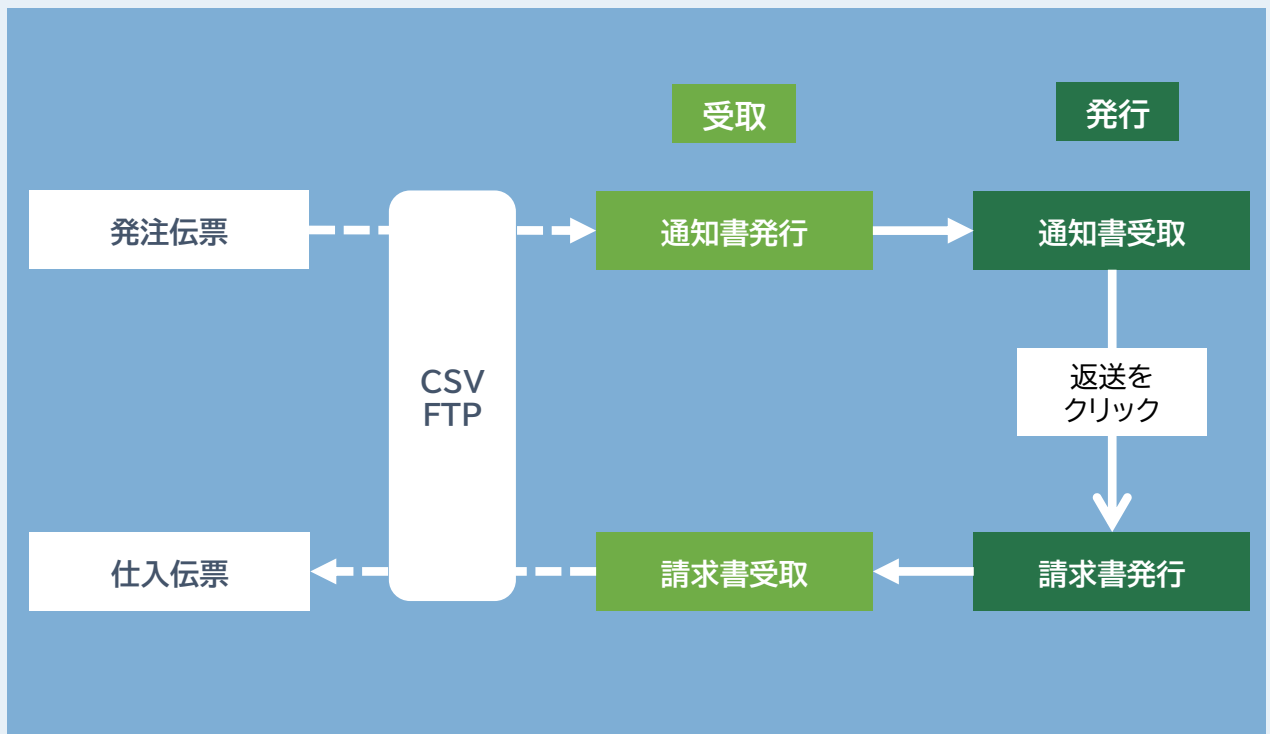 受取
発行
発注伝票
通知書発行
通知書受取
CSV
FTP
返送を
クリック
仕入伝票
請求書受取
請求書発行